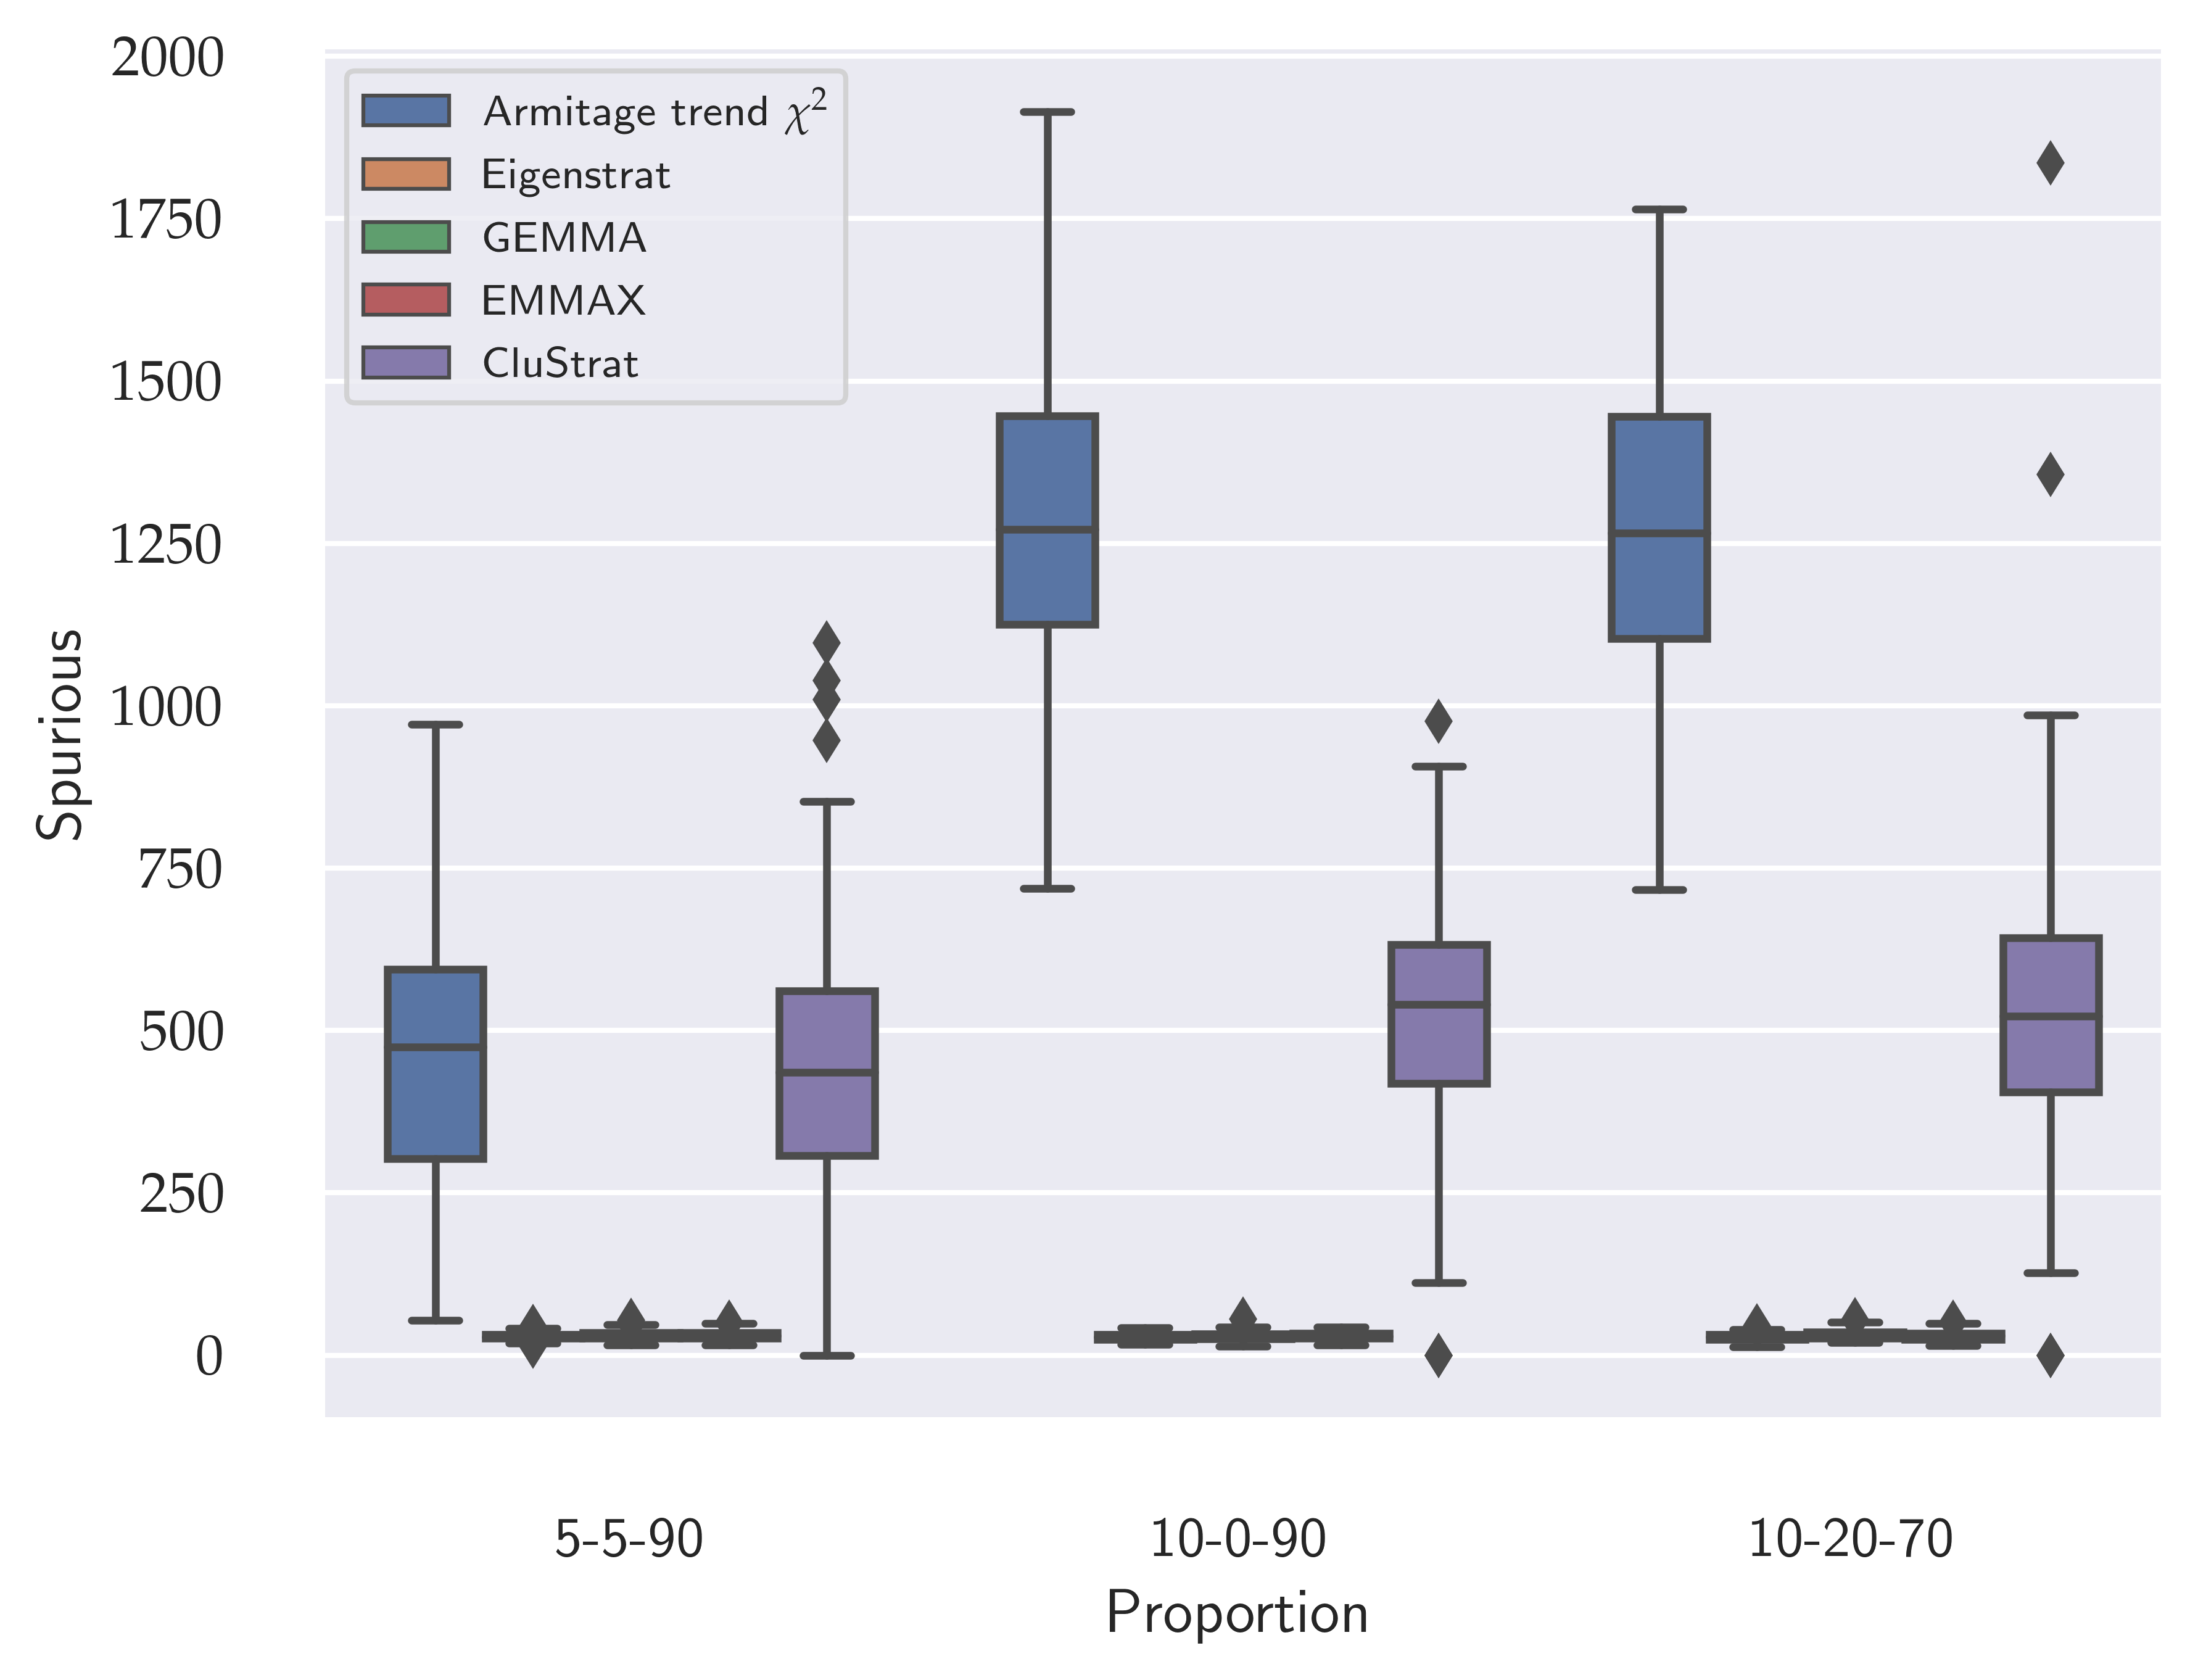 2000
1750
1500
1250
1000
750
500
250
0
Spurious
Armitage trend χ²
Eigenstrat
GEMMA
EMMAX
CluStrat
5-5-90
10-0-90
10-20-70
Proportion